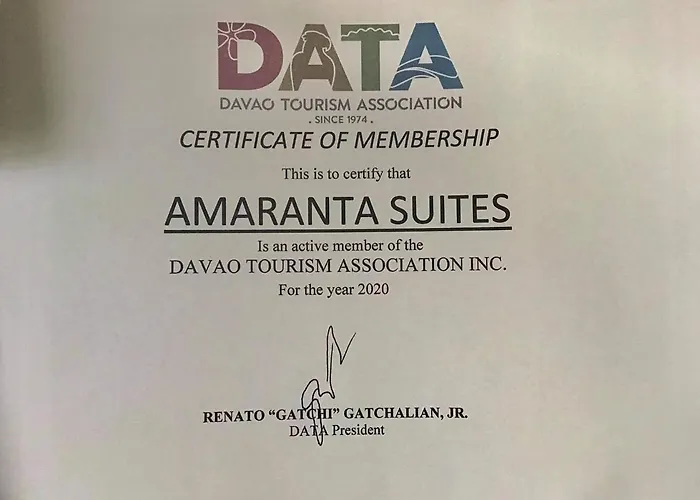 DATA
DAVAO TOURISM ASSOCIATION
. SINCE 1974 .
CERTIFICATE OF MEMBERSHIP
This is to certify that
AMARANTA SUITES
Is an active member of the
DAVAO TOURISM ASSOCIATION INC.
For the year 2020
RENATO “GATCHI” GATCHALIAN, JR.
DATA President